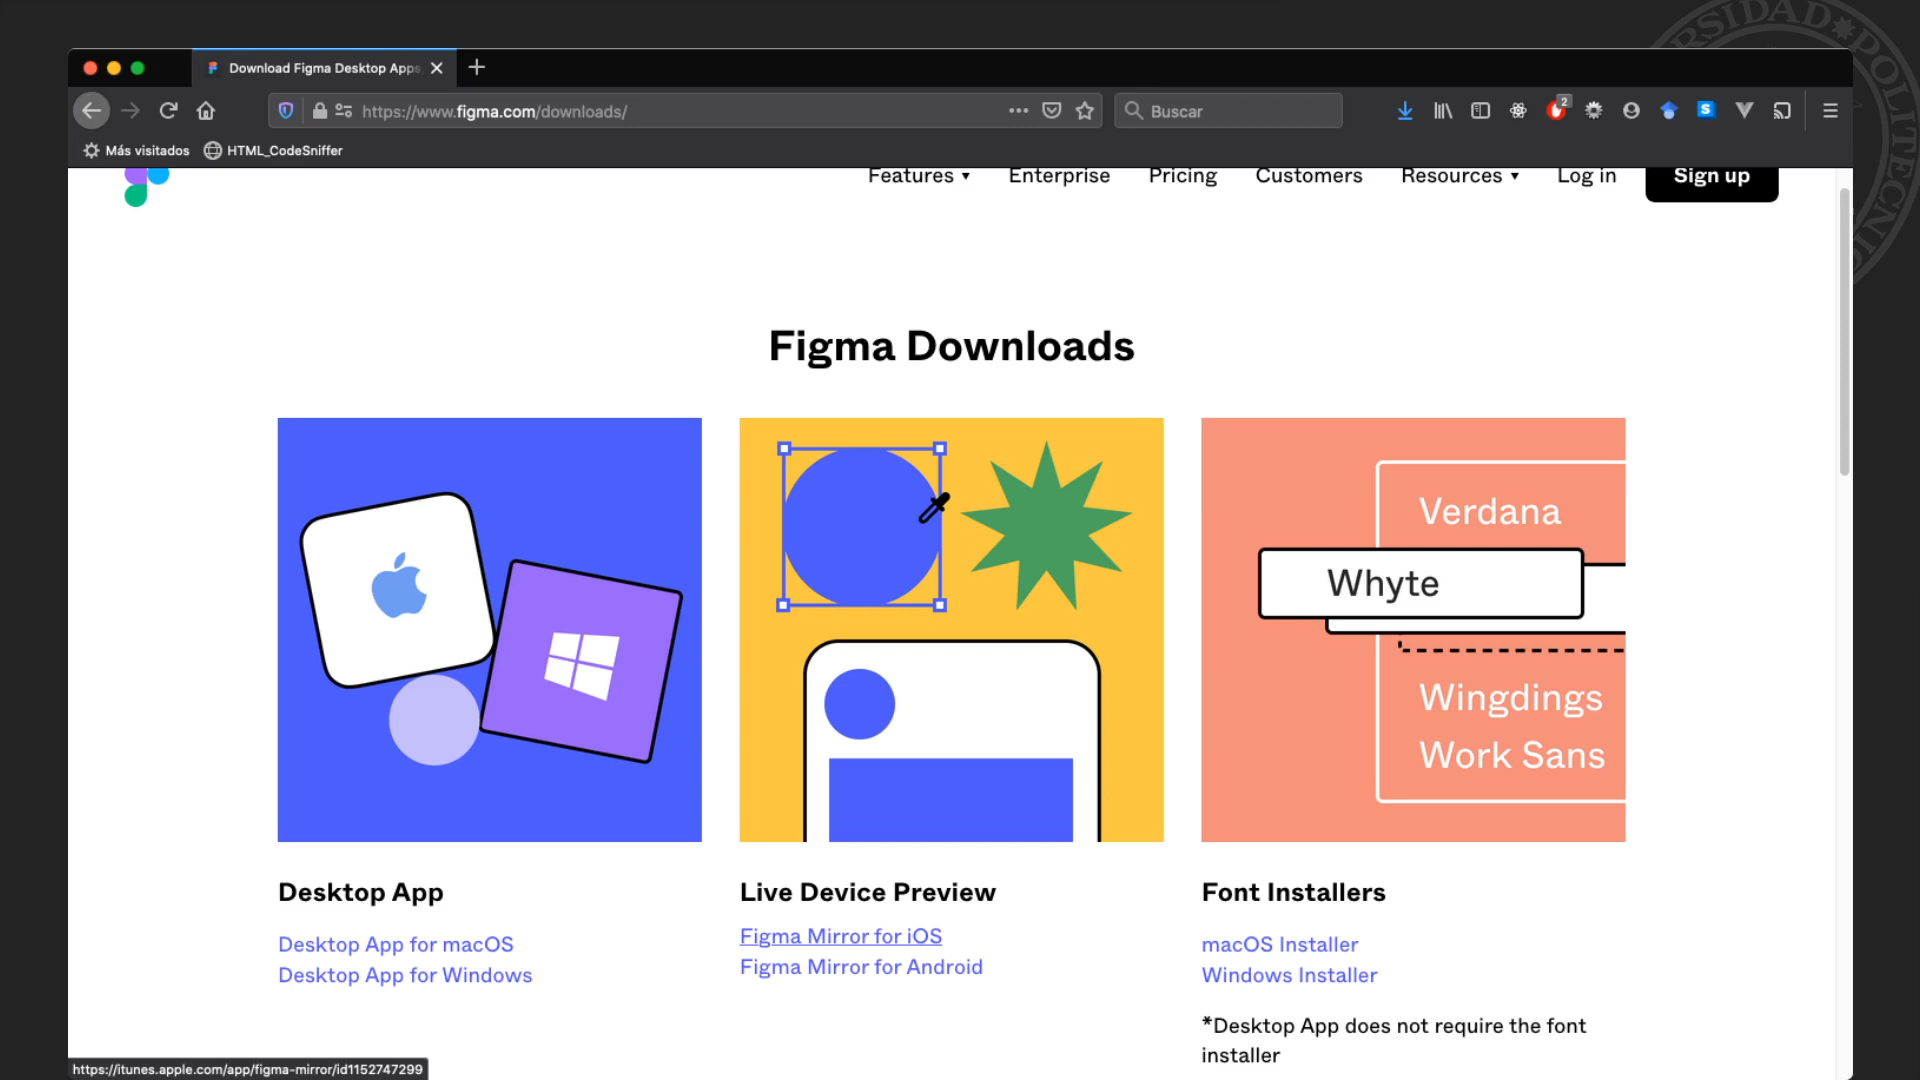 Download Figma Desktop Apps
https://www.figma.com/downloads/
Buscar
2
S
Más visitados
HTML_CodeSniffer
Features
Enterprise
Pricing
Customers
Resources
Log in
Sign up
Figma Downloads
Verdana
Whyte
Wingdings
Work Sans
Desktop App
Desktop App for macOS
Desktop App for Windows
Live Device Preview
Figma Mirror for iOS
Figma Mirror for Android
Font Installers
macOS Installer
Windows Installer
*Desktop App does not require the font
installer
https://itunes.apple.com/app/figma-mirror/id1152747299